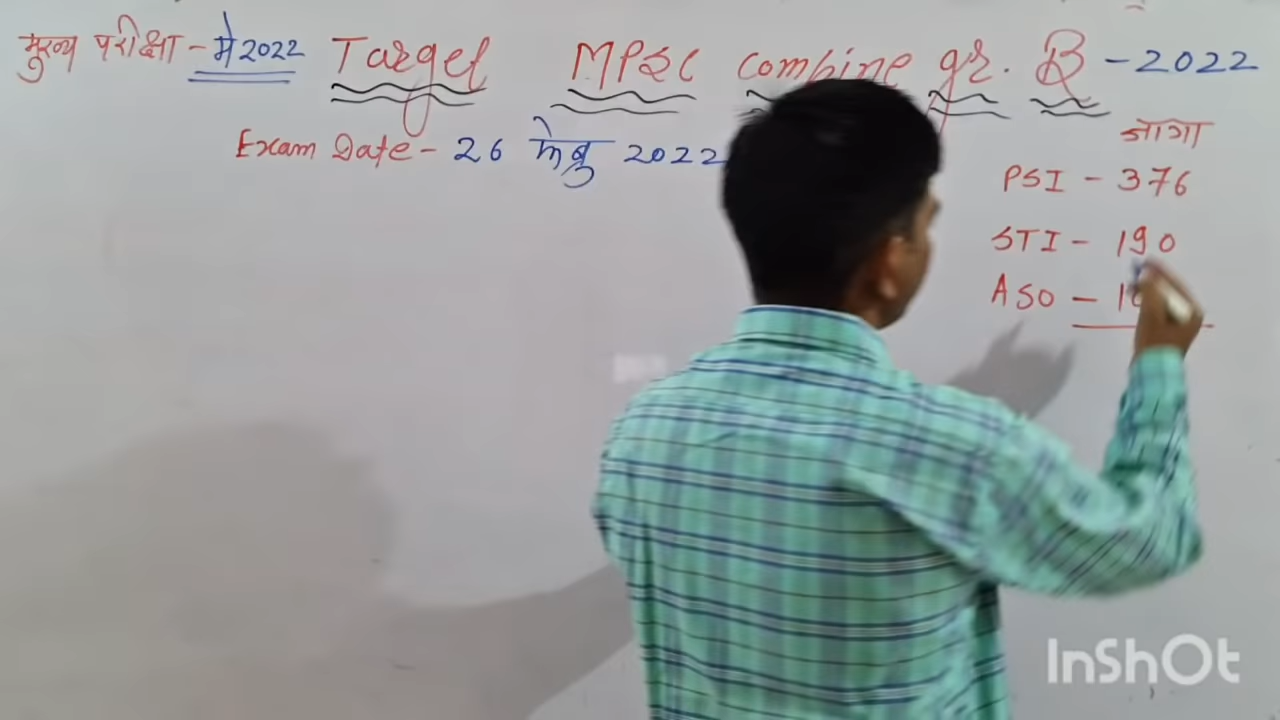 मुख्य परीक्षा - मे 2022 Target MPSC combine gr. B - 2022
Exam Date - 26 फेब्रु 2022
जागा
PSI - 376
STI - 190
ASO -
InShOt